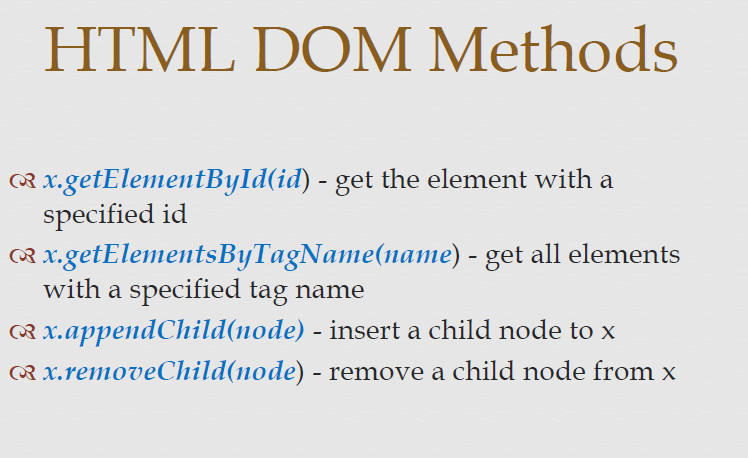 HTML DOM Methods
x.getElementById(id) - get the element with a
specified id
x.getElementsByTagName(name) - get all elements
with a specified tag name
x.appendChild(node) - insert a child node to x
x.removeChild(node) - remove a child node from x